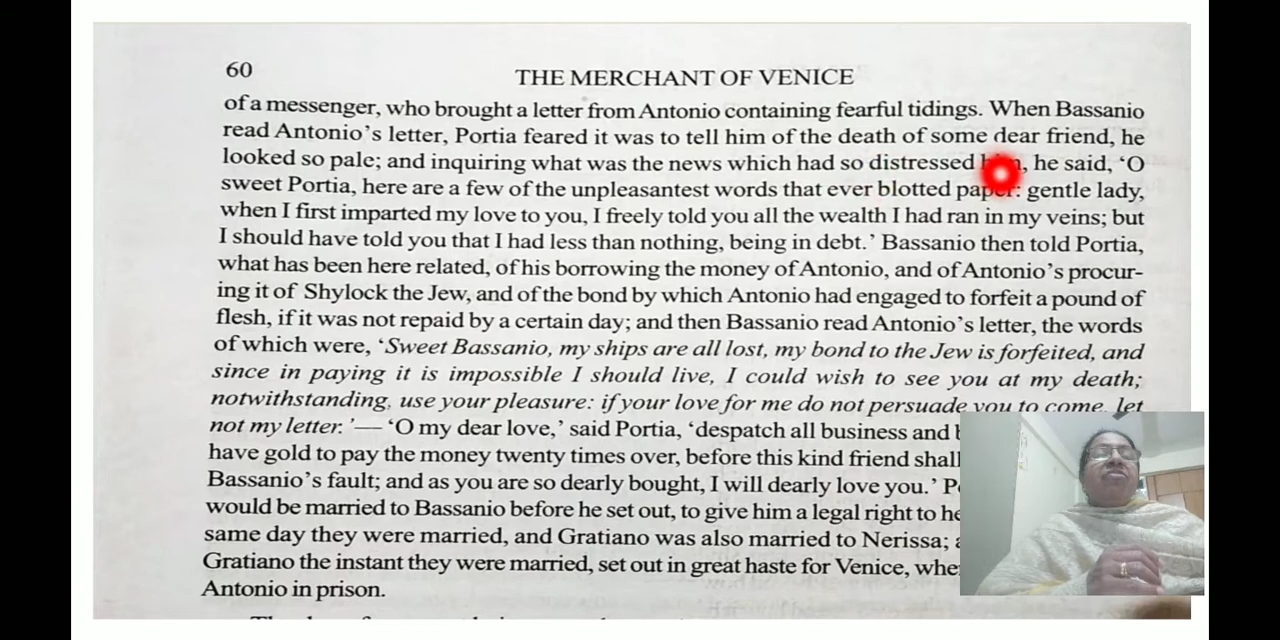 60
THE MERCHANT OF VENICE
of a messenger, who brought a letter from Antonio containing fearful tidings. When Bassanio
read Antonio's letter, Portia feared it was to tell him of the death of some dear friend, he
looked so pale; and inquiring what was the news which had so distressed him, he said, ‘O
sweet Portia, here are a few of the unpleasantest words that ever blotted paper: gentle lady,
when I first imparted my love to you, I freely told you all the wealth I had ran in my veins; but
I should have told you that I had less than nothing, being in debt.’ Bassanio then told Portia,
what has been here related, of his borrowing the money of Antonio, and of Antonio's procur-
ing it of Shylock the Jew, and of the bond by which Antonio had engaged to forfeit a pound of
flesh, if it was not repaid by a certain day; and then Bassanio read Antonio's letter, the words
of which were, ‘Sweet Bassanio, my ships are all lost, my bond to the Jew is forfeited, and
since in paying it is impossible I should live, I could wish to see you at my death;
notwithstanding, use your pleasure: if your love for me do not persuade you to come, let
not my letter.’— ‘O my dear love,’ said Portia, ‘despatch all business and
have gold to pay the money twenty times over, before this kind friend shall
Bassanio's fault; and as you are so dearly bought, I will dearly love you.’
would be married to Bassanio before he set out, to give him a legal right to
same day they were married, and Gratiano was also married to Nerissa;
Gratiano the instant they were married, set out in great haste for Venice,
Antonio in prison.